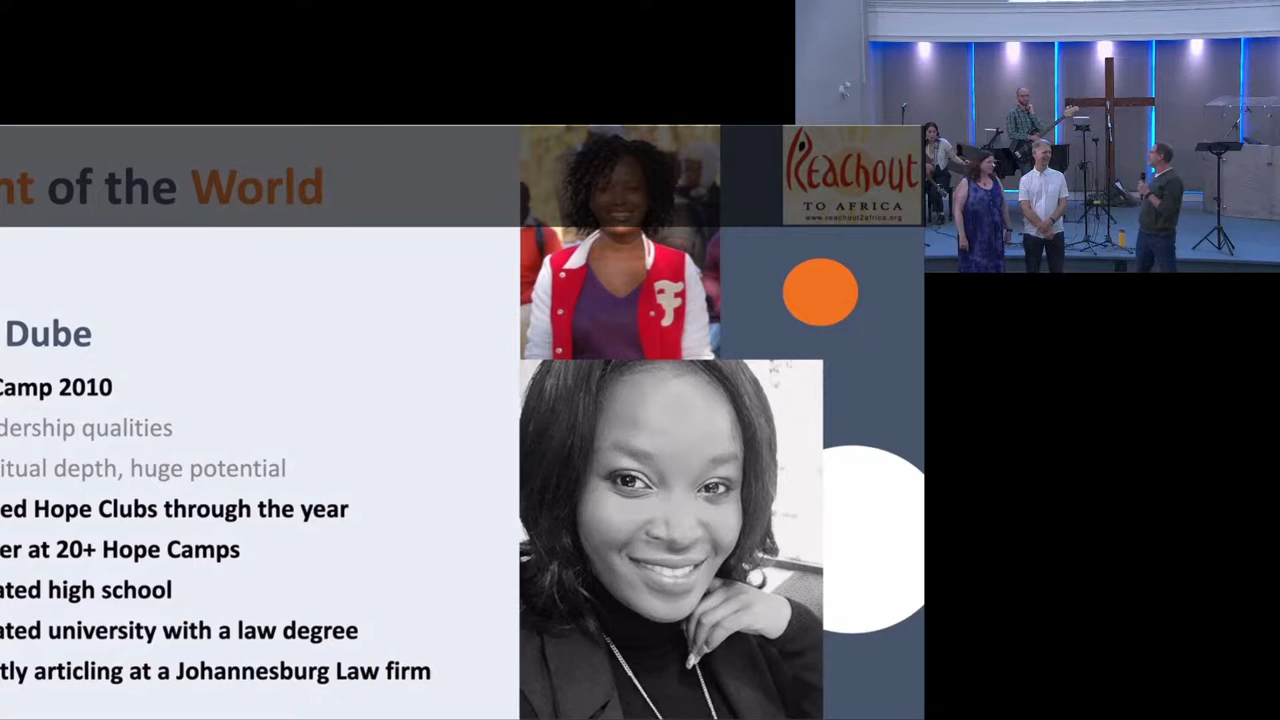 nt of the World
Reachout
TO AFRICA
www.reachout2africa.org
F
Dube
Camp 2010
dership qualities
itual depth, huge potential
ed Hope Clubs through the year
er at 20+ Hope Camps
ated high school
ated university with a law degree
tly articling at a Johannesburg Law firm